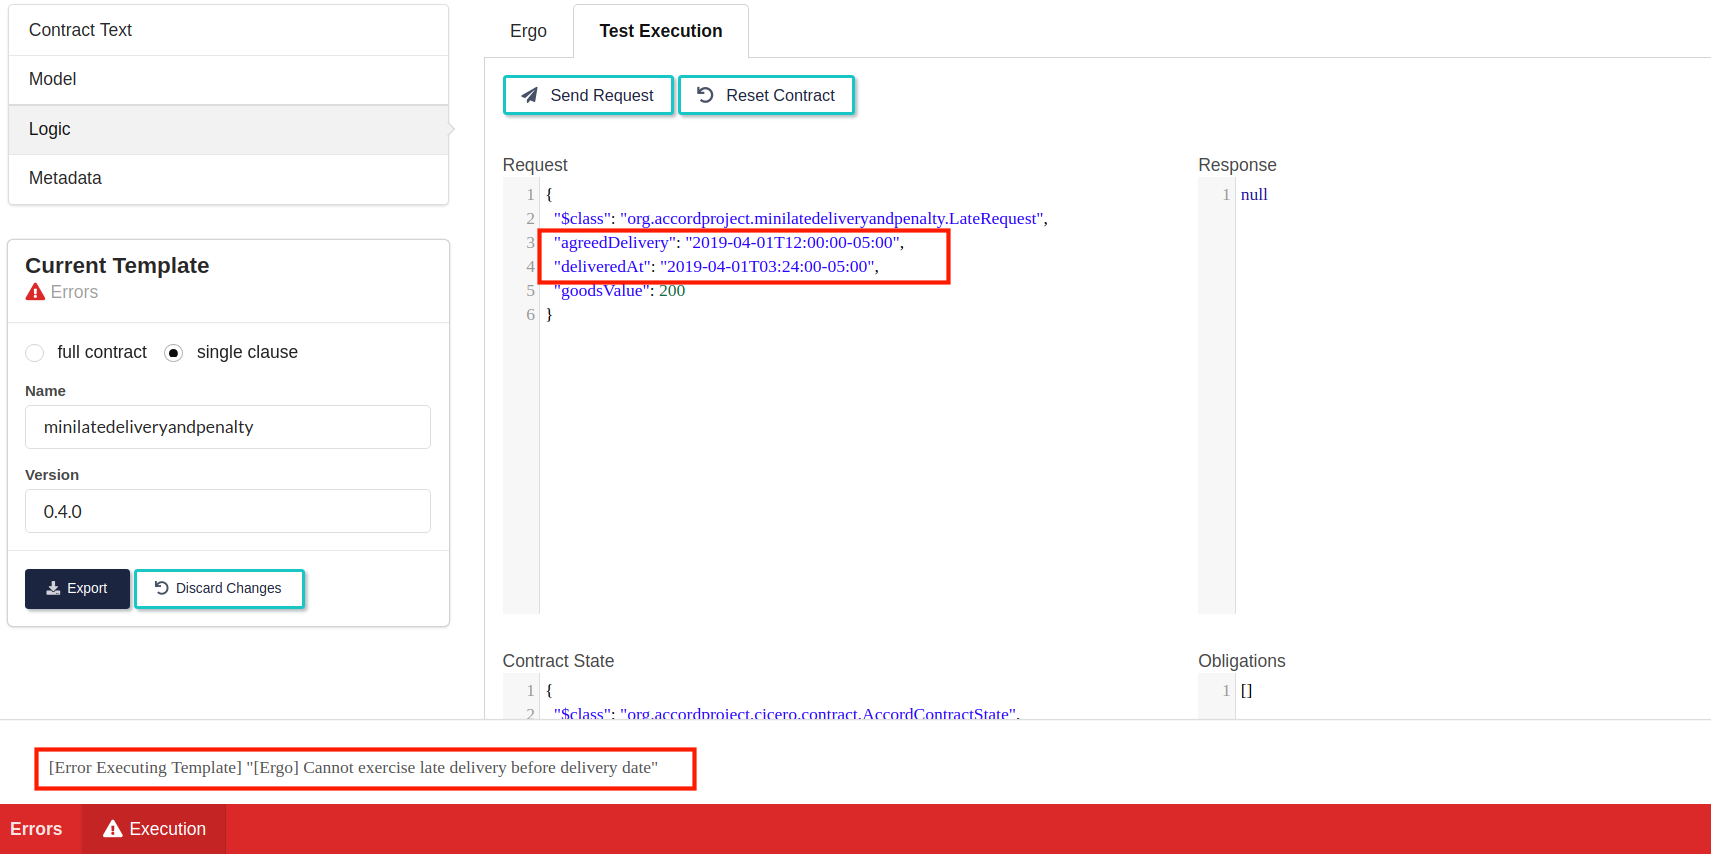 Contract Text
Model
Logic
Metadata
Current Template
Errors
full contract single clause
Name
minilatedeliveryandpenalty
Version
0.4.0
Export Discard Changes
Ergo Test Execution
Send Request Reset Contract
Request
1 {
2 "$class": "org.accordproject.minilatedeliveryandpenalty.LateRequest",
3 "agreedDelivery": "2019-04-01T12:00:00-05:00",
4 "deliveredAt": "2019-04-01T03:24:00-05:00",
5 "goodsValue": 200
6 }
Response
1 null
Contract State
1 {
2 "$class": "org.accordproject.cicero.contract.AccordContractState",
Obligations
1 []
[Error Executing Template] "[Ergo] Cannot exercise late delivery before delivery date"
Errors Execution